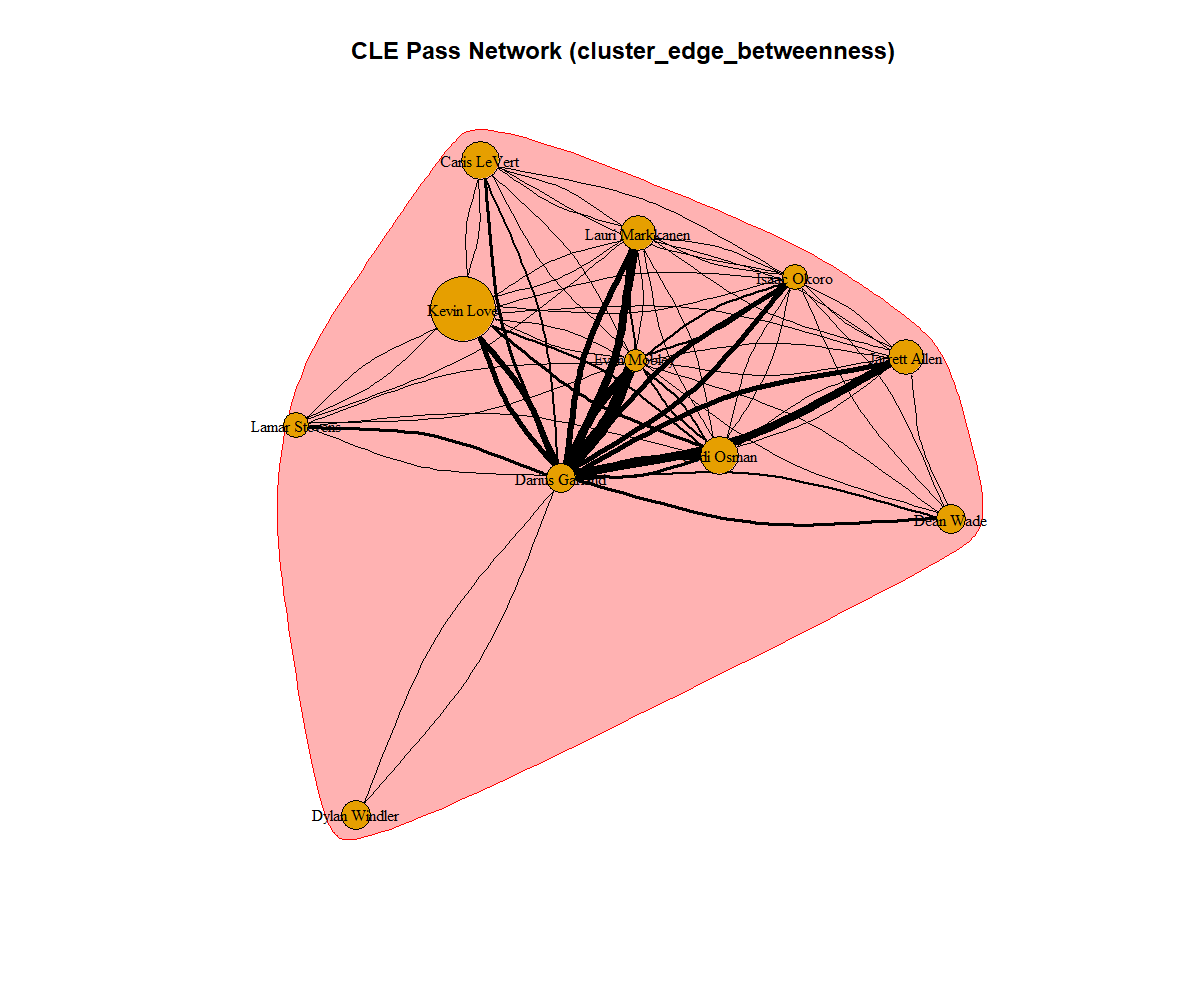 CLE Pass Network (cluster_edge_betweenness)
Caris LeVert
Lauri Markkanen
Isaac Okoro
Kevin Love
Evan Mobley
Jarrett Allen
Lamar Stevens
Cedi Osman
Darius Garland
Dean Wade
Dylan Windler